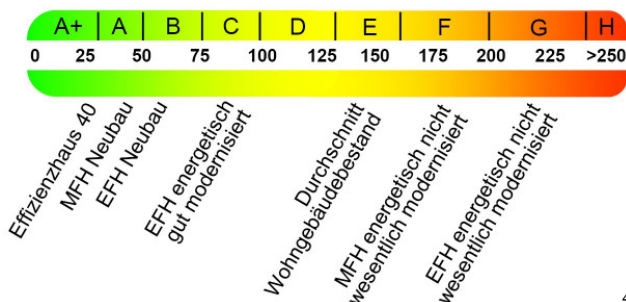 A+ A B C D E F G H
0 25 50 75 100 125 150 175 200 225 >250
Effizienzhaus 40
MFH Neubau
EFH Neubau
EFH energetisch
gut modernisiert
Durchschnitt
Wohngebäudebestand
MFH energetisch nicht
wesentlich modernisiert
EFH energetisch nicht
wesentlich modernisiert